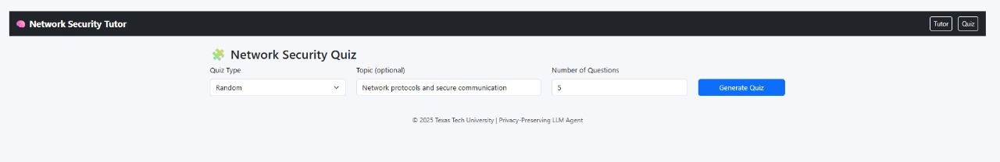 Network Security Tutor
Tutor Quiz
Network Security Quiz
Quiz Type Topic (optional) Number of Questions
Random Network protocols and secure communication 5 Generate Quiz
© 2025 Texas Tech University | Privacy-Preserving LLM Agent